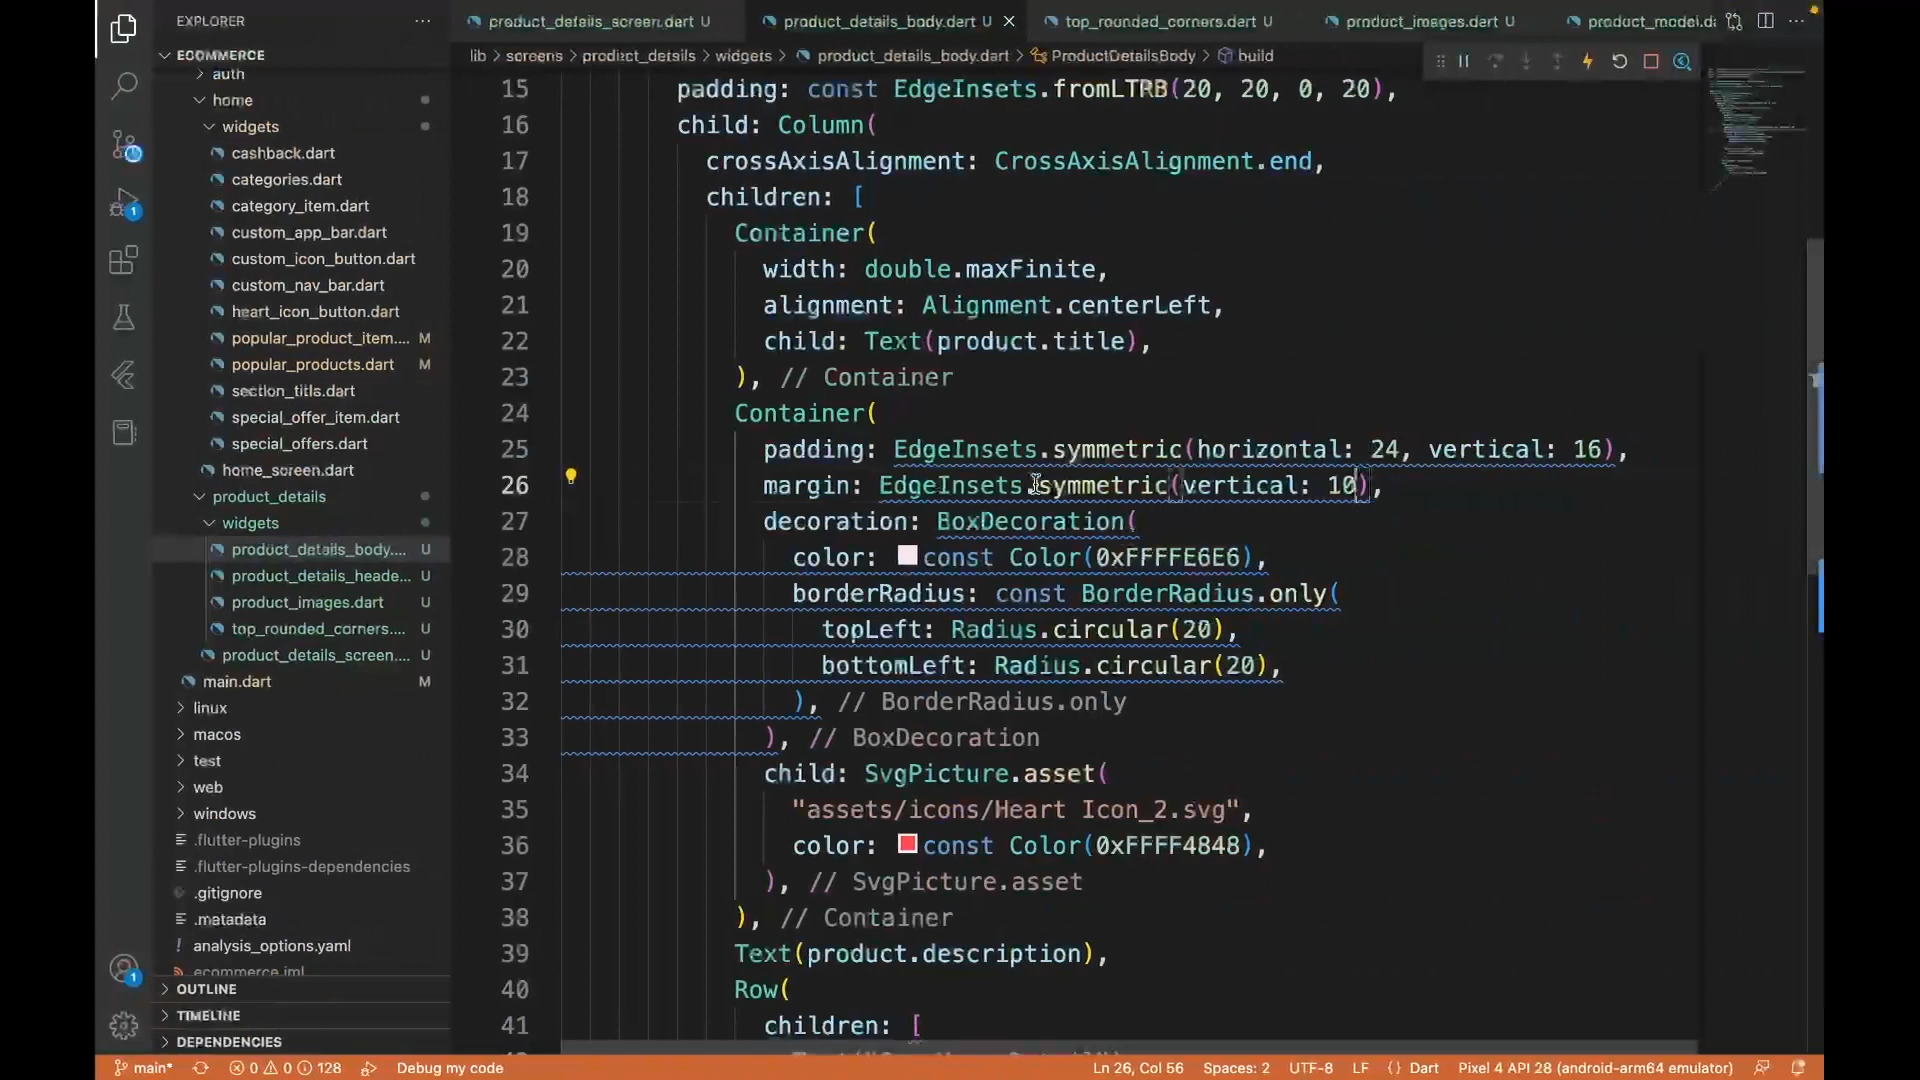 EXPLORER
ECOMMERCE
auth
home
widgets
cashback.dart
categories.dart
category_item.dart
custom_app_bar.dart
custom_icon_button.dart
custom_nav_bar.dart
heart_icon_button.dart
popular_product_item.... M
popular_products.dart M
section_titls.dart
special_offer_item.dart
special_offers.dart
home_screen.dart
product_details
widgets
product_details_body.... U
product_details_heade... U
product_images.dart U
top_rounded_corners.... U
product_details_screen.... U
main.dart M
linux
macos
test
web
windows
.flutter-plugins
.flutter-plugins-dependencies
.gitignore
.metadata
analysis_options.yaml
ecommerce.iml
OUTLINE
TIMELINE
DEPENDENCIES
1
1
product_details_screen.dart U
product_details_body.dart U
top_rounded_corners.dart U
product_images.dart U
product_model.da
lib > screens > product_details > widgets > product_details_body.dart > ProductDetailsBody > build
15 padding: const EdgeInsets.fromLTRB(20, 20, 0, 20),
16 child: Column(
17 crossAxisAlignment: CrossAxisAlignment.end,
18 children: [
19 Container(
20 width: double.maxFinite,
21 alignment: Alignment.centerLeft,
22 child: Text(product.title),
23 ), // Container
24 Container(
25 padding: EdgeInsets.symmetric(horizontal: 24, vertical: 16),
26 margin: EdgeInsets.symmetric(vertical: 10),
27 decoration: BoxDecoration(
28 color: const Color(0xFFFFE6E6),
29 borderRadius: const BorderRadius.only(
30 topLeft: Radius.circular(20),
31 bottomLeft: Radius.circular(20),
32 ), // BorderRadius.only
33 ), // BoxDecoration
34 child: SvgPicture.asset(
35 "assets/icons/Heart Icon_2.svg",
36 color: const Color(0xFFFF4848),
37 ), // SvgPicture.asset
38 ), // Container
39 Text(product.description),
40 Row(
41 children: [
main* 0 0 128 Debug my code Ln 26, Col 56 Spaces: 2 UTF-8 LF {} Dart Pixel 4 API 28 (android-arm64 emulator)